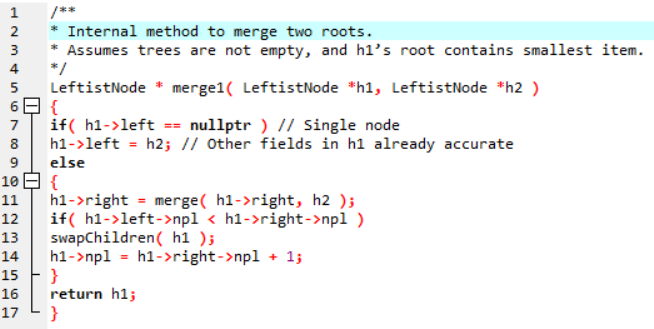 1 /**
2 * Internal method to merge two roots.
3 * Assumes trees are not empty, and h1’s root contains smallest item.
4 */
5 LeftistNode * merge1( LeftistNode *h1, LeftistNode *h2 )
6 {
7 if( h1->left == nullptr ) // Single node
8 h1->left = h2; // Other fields in h1 already accurate
9 else
10 {
11 h1->right = merge( h1->right, h2 );
12 if( h1->left->npl < h1->right->npl )
13 swapChildren( h1 );
14 h1->npl = h1->right->npl + 1;
15 }
16 return h1;
17 }